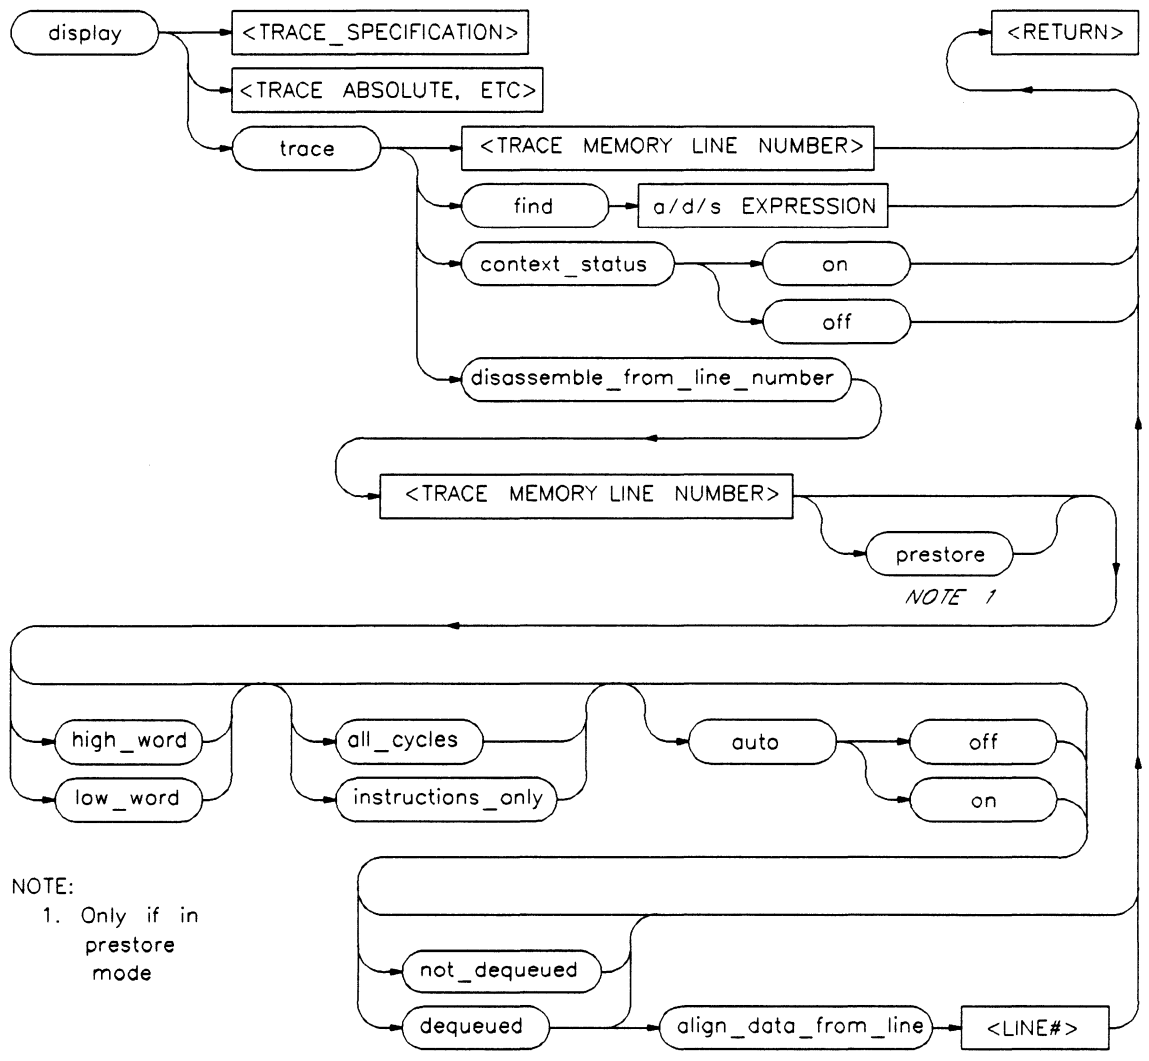 display
<TRACE_SPECIFICATION>
<RETURN>
<TRACE ABSOLUTE, ETC>
trace
<TRACE MEMORY LINE NUMBER>
find
a/d/s EXPRESSION
context_status
on
off
disassemble_from_line_number
<TRACE MEMORY LINE NUMBER>
prestore
NOTE 1
high_word
all_cycles
auto
off
low_word
instructions_only
on
NOTE:
1. Only if in
prestore
mode
not_dequeued
dequeued
align_data_from_line
<LINE#>